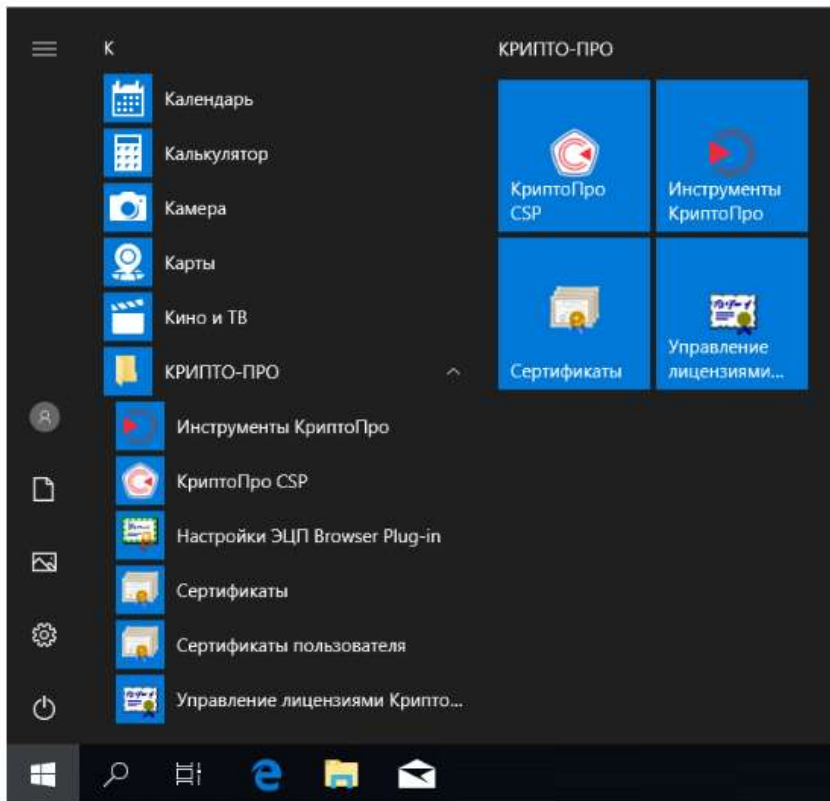 К
Календарь
Калькулятор
Камера
Карты
Кино и ТВ
КРИПТО-ПРО
Инструменты КриптоПро
КриптоПро CSP
Настройки ЭЦП Browser Plug-in
Сертификаты
Сертификаты пользователя
Управление лицензиями Крипто...
КРИПТО-ПРО
КриптоПро
CSP
Инструменты
КриптоПро
Сертификаты
Управление
лицензиями...